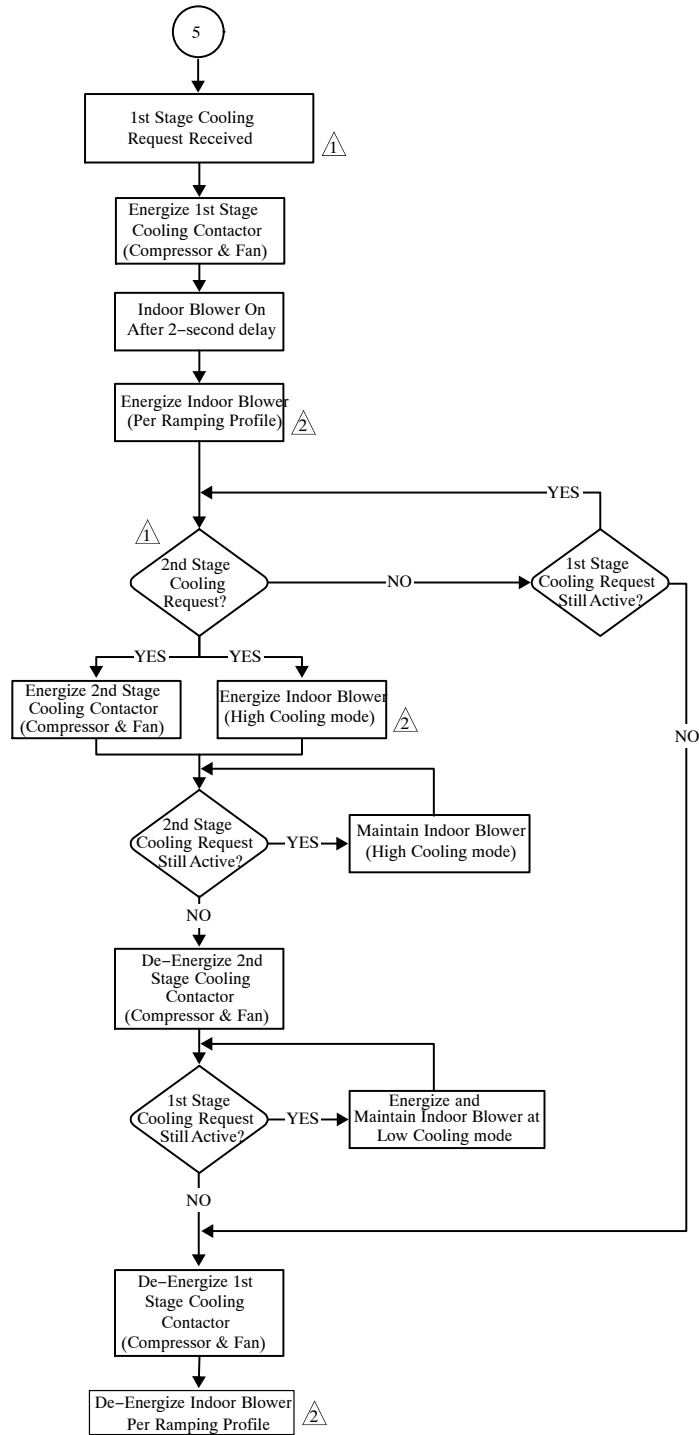 5
1st Stage Cooling
Request Received
1
Energize 1st Stage
Cooling Contactor
(Compressor & Fan)
Indoor Blower On
After 2−second delay
Energize Indoor Blower
(Per Ramping Profile)
2
YES
1
2nd Stage
Cooling
Request?
NO
1st Stage
Cooling Request
Still Active?
YES
YES
Energize 2nd Stage
Cooling Contactor
(Compressor & Fan)
Energize Indoor Blower
(High Cooling mode)
2
NO
2nd Stage
Cooling Request
Still Active?
YES
Maintain Indoor Blower
(High Cooling mode)
NO
De−Energize 2nd
Stage Cooling
Contactor
(Compressor & Fan)
1st Stage
Cooling Request
Still Active?
YES
Energize and
Maintain Indoor Blower at
Low Cooling mode
NO
De−Energize 1st
Stage Cooling
Contactor
(Compressor & Fan)
De−Energize Indoor Blower
Per Ramping Profile
2